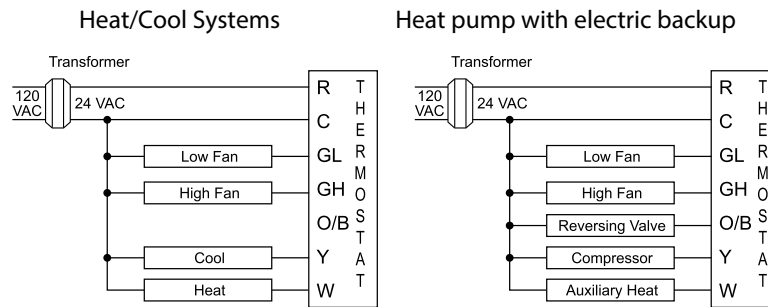 Heat/Cool Systems
Transformer
120
VAC
24 VAC
R
C
GL
GH
O/B
Y
W
THERMOSTAT
Low Fan
High Fan
Cool
Heat
Heat pump with electric backup
Transformer
120
VAC
24 VAC
R
C
GL
GH
O/B
Y
W
THERMOSTAT
Low Fan
High Fan
Reversing Valve
Compressor
Auxiliary Heat